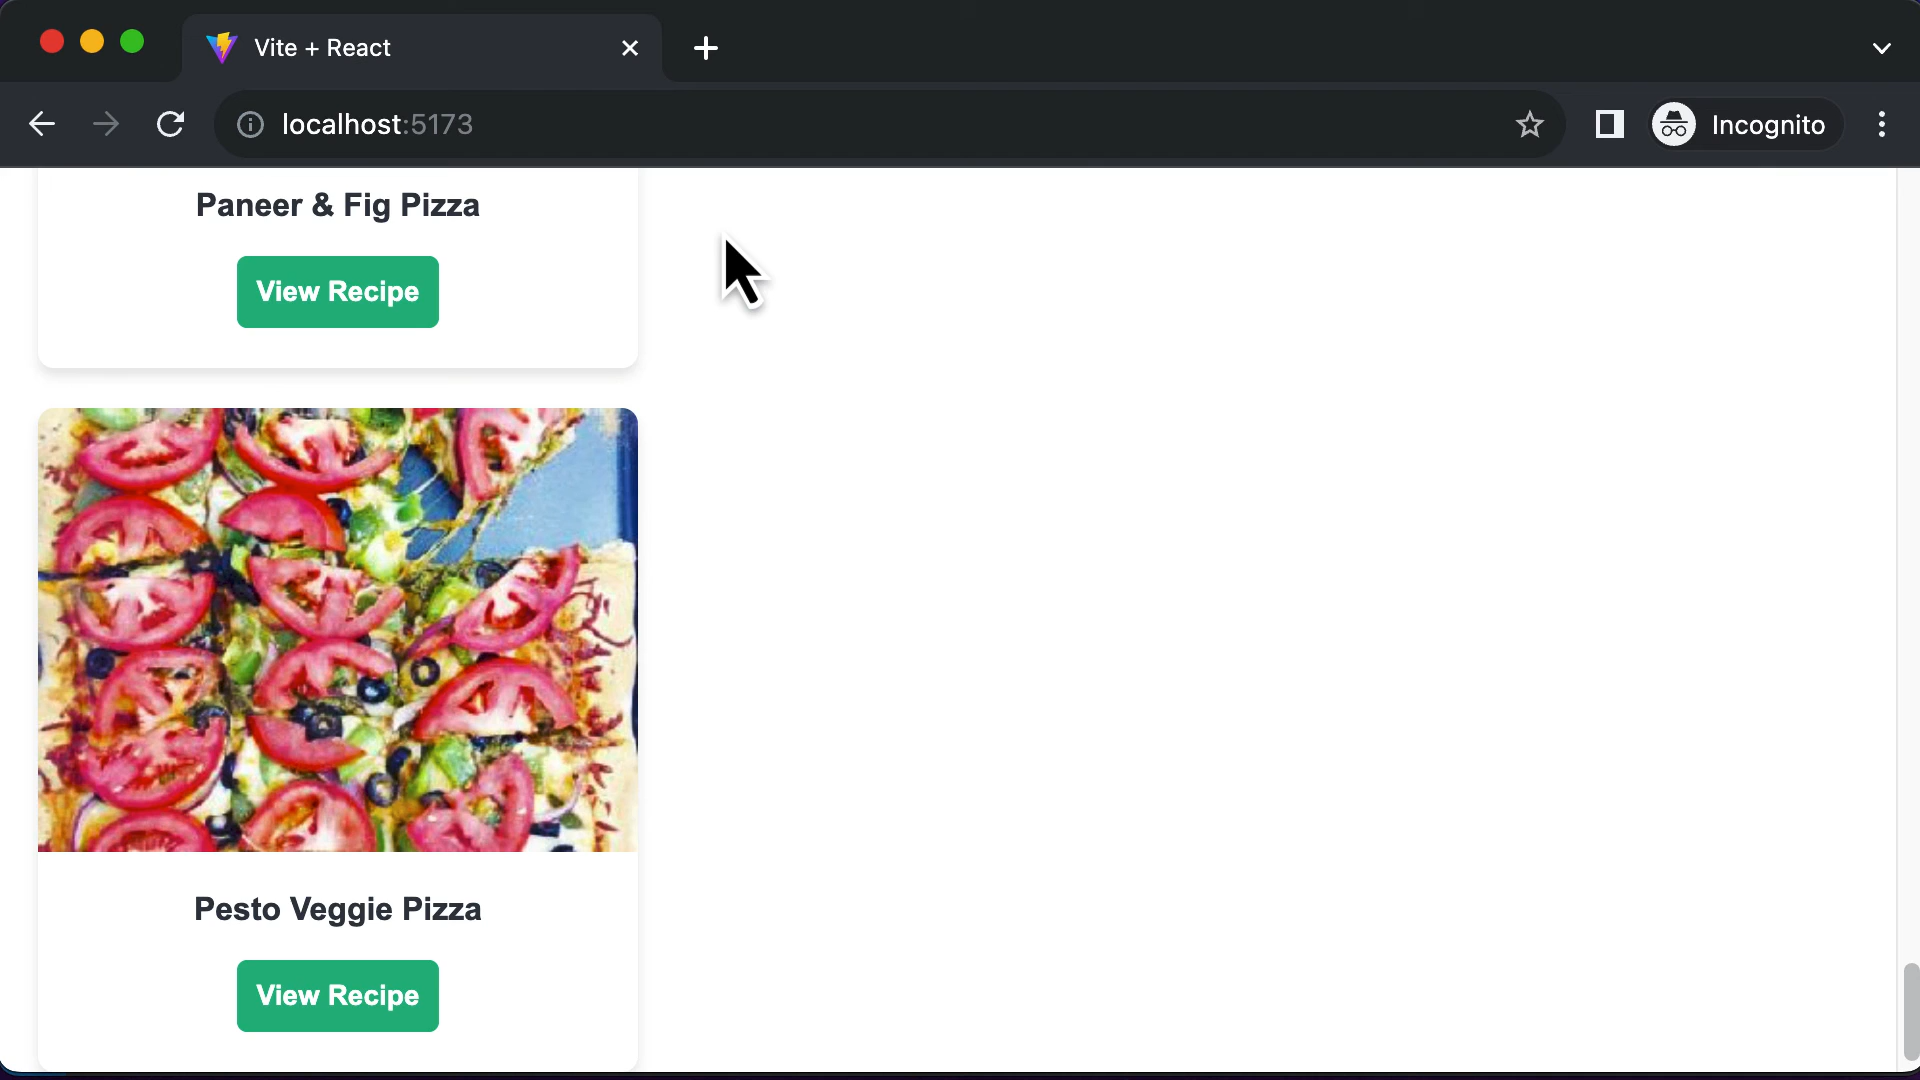 Vite + React
localhost:5173
Incognito
Paneer & Fig Pizza
View Recipe
Pesto Veggie Pizza
View Recipe